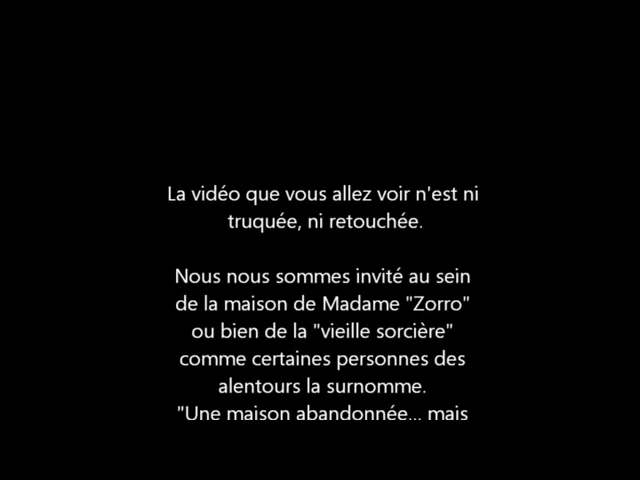 La vidéo que vous allez voir n'est ni
truquée, ni retouchée.
Nous nous sommes invité au sein
de la maison de Madame "Zorro"
ou bien de la "vieille sorcière"
comme certaines personnes des
alentours la surnomme.
"Une maison abandonnée... mais